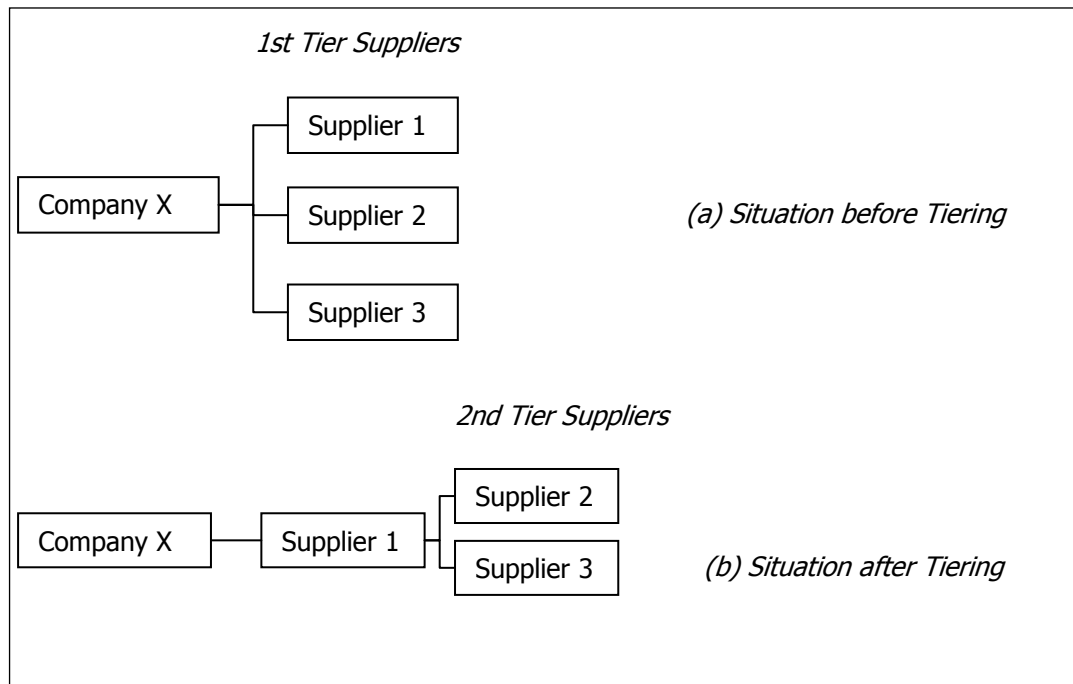 1st Tier Suppliers
Supplier 1
Company X
Supplier 2
(a) Situation before Tiering
Supplier 3
2nd Tier Suppliers
Supplier 2
Company X
Supplier 1
Supplier 3
(b) Situation after Tiering